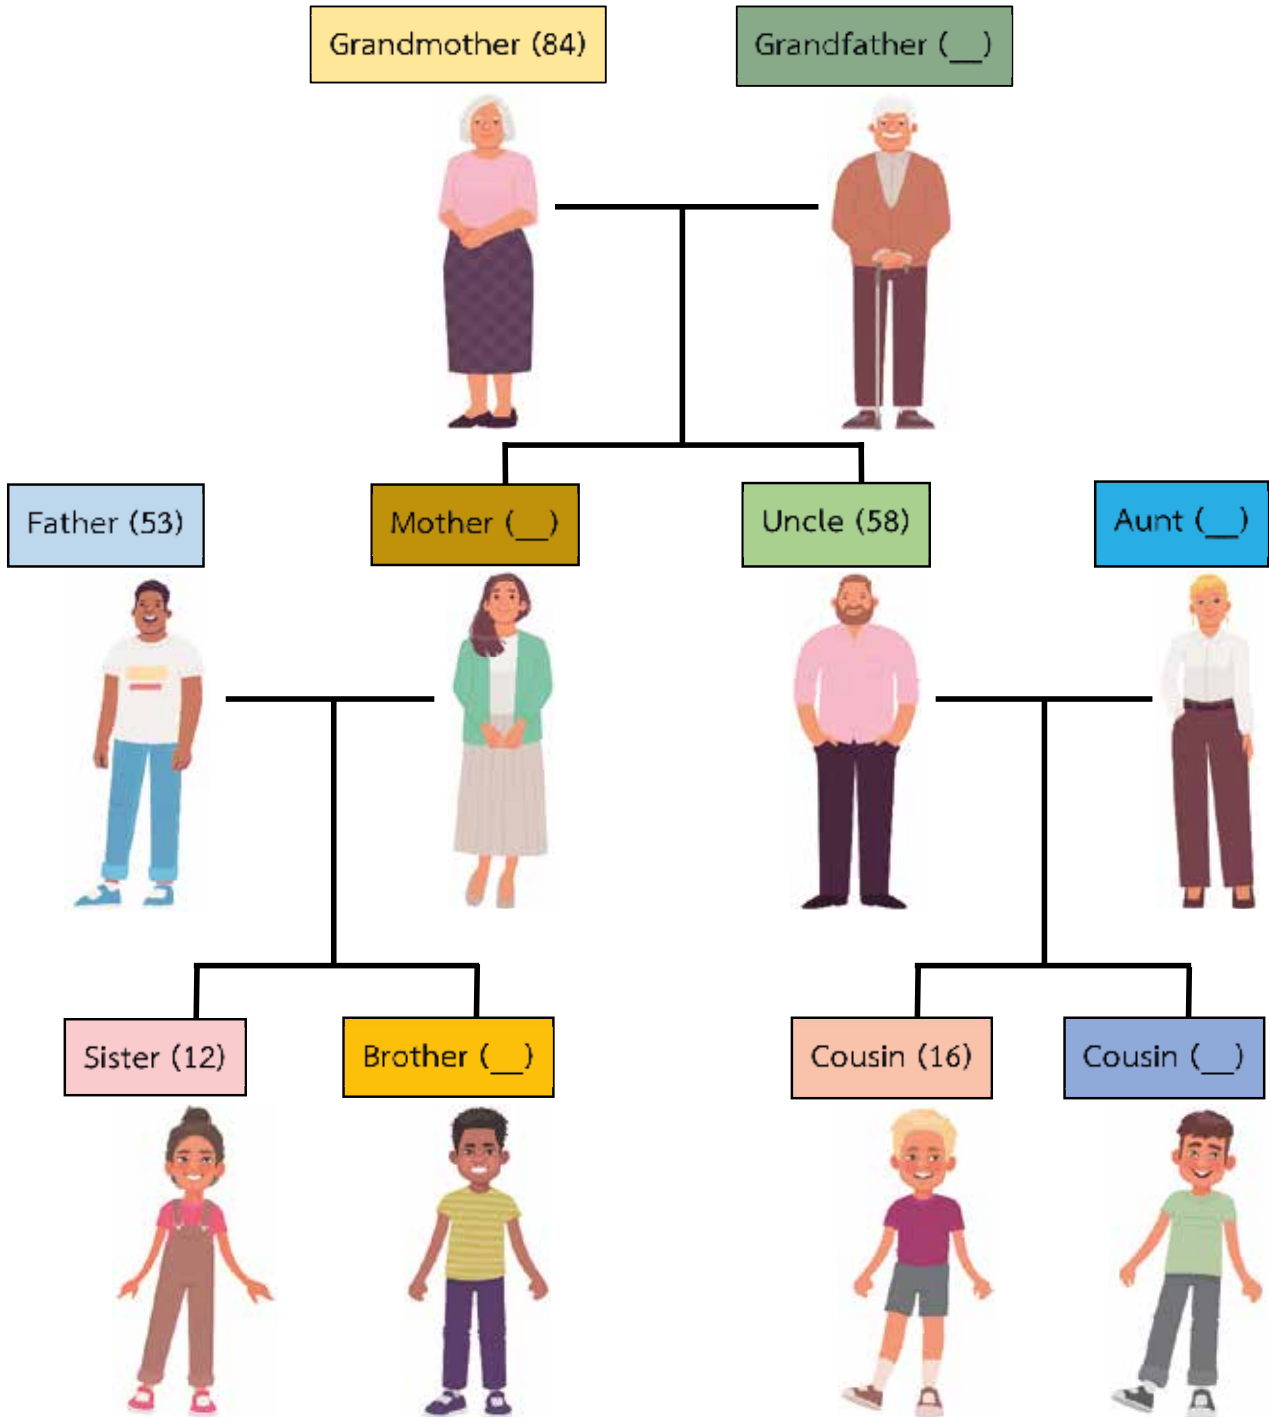 Grandmother (84)
Grandfather (__)
Father (53)
Mother (__)
Uncle (58)
Aunt (__)
Sister (12)
Brother (__)
Cousin (16)
Cousin (__)